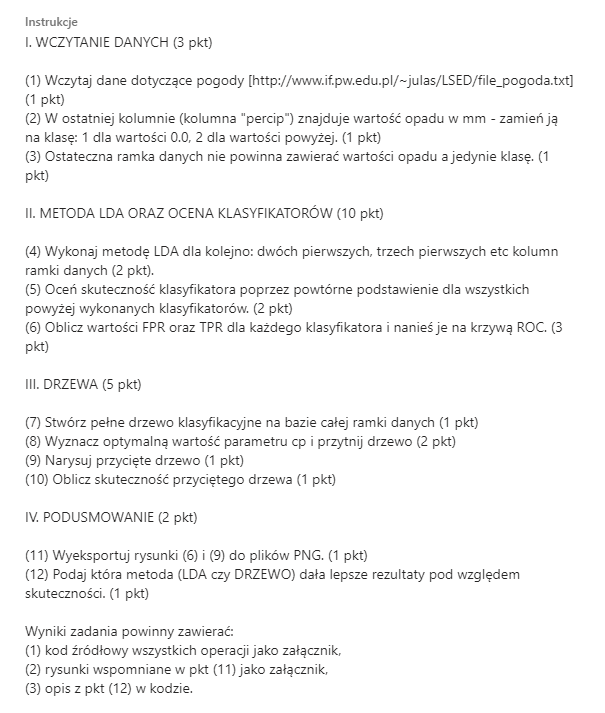 Instrukcje
I. WCZYTANIE DANYCH (3 pkt)
(1) Wczytaj dane dotyczące pogody [http://www.if.pw.edu.pl/~julas/LSED/file_pogoda.txt]
(1 pkt)
(2) W ostatniej kolumnie (kolumna "percip") znajduje wartość opadu w mm - zamień ją
na klasę: 1 dla wartości 0.0, 2 dla wartości powyżej. (1 pkt)
(3) Ostateczna ramka danych nie powinna zawierać wartości opadu a jedynie klasę. (1
pkt)
II. METODA LDA ORAZ OCENA KLASYFIKATORÓW (10 pkt)
(4) Wykonaj metodę LDA dla kolejno: dwóch pierwszych, trzech pierwszych etc kolumn
ramki danych (2 pkt).
(5) Oceń skuteczność klasyfikatora poprzez powtórne podstawienie dla wszystkich
powyżej wykonanych klasyfikatorów. (2 pkt)
(6) Oblicz wartości FPR oraz TPR dla każdego klasyfikatora i nanieś je na krzywą ROC. (3
pkt)
III. DRZEWA (5 pkt)
(7) Stwórz pełne drzewo klasyfikacyjne na bazie całej ramki danych (1 pkt)
(8) Wyznacz optymalną wartość parametru cp i przytnij drzewo (2 pkt)
(9) Narysuj przycięte drzewo (1 pkt)
(10) Oblicz skuteczność przyciętego drzewa (1 pkt)
IV. PODUSMOWANIE (2 pkt)
(11) Wyeksportuj rysunki (6) i (9) do plików PNG. (1 pkt)
(12) Podaj która metoda (LDA czy DRZEWO) dała lepsze rezultaty pod względem
skuteczności. (1 pkt)
Wyniki zadania powinny zawierać:
(1) kod źródłowy wszystkich operacji jako załącznik,
(2) rysunki wspomniane w pkt (11) jako załącznik,
(3) opis z pkt (12) w kodzie.